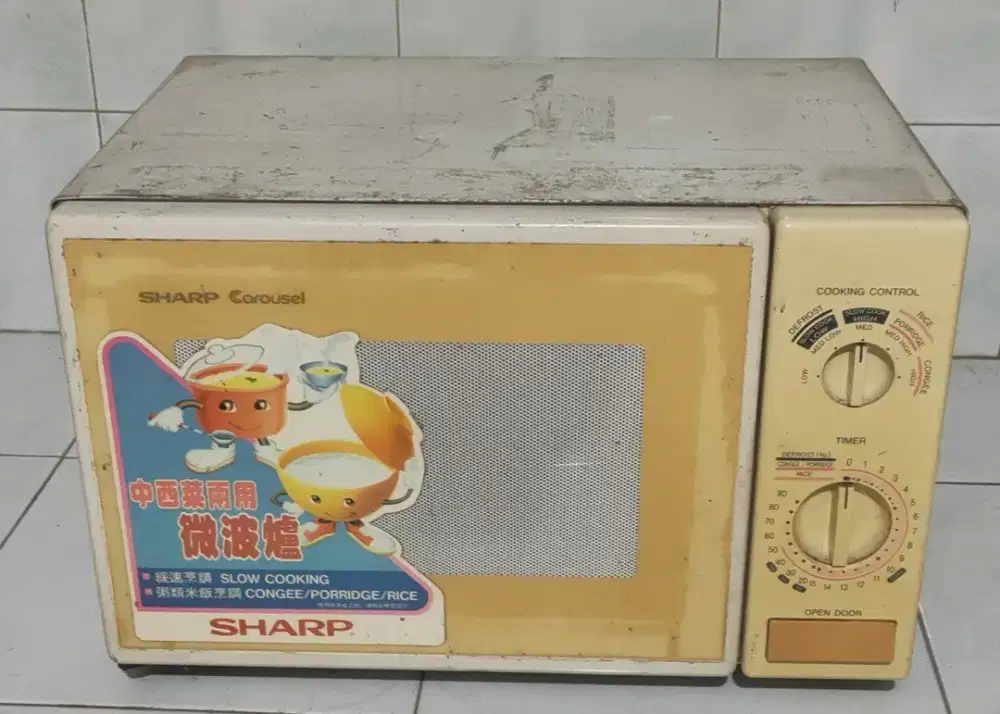 SHARP Carousel
中西菜兩用
微波爐
緩速烹調 SLOW COOKING
粥類米飯烹調 CONGEE/PORRIDGE/RICE
SHARP
COOKING CONTROL
DEFROST
SLOW COOK
HIGH
RICE
PORRIDGE
CONGEE
LOW
MED LOW
MED
MED HIGH
HIGH
TIMER
DEFROST (kg)
CONGEE / PORRIDGE
RICE
0 1 2 3 4 5 6 7 8 9 10 11 12 13 14 15 20 30 40 50 60 70 80 90
OPEN DOOR